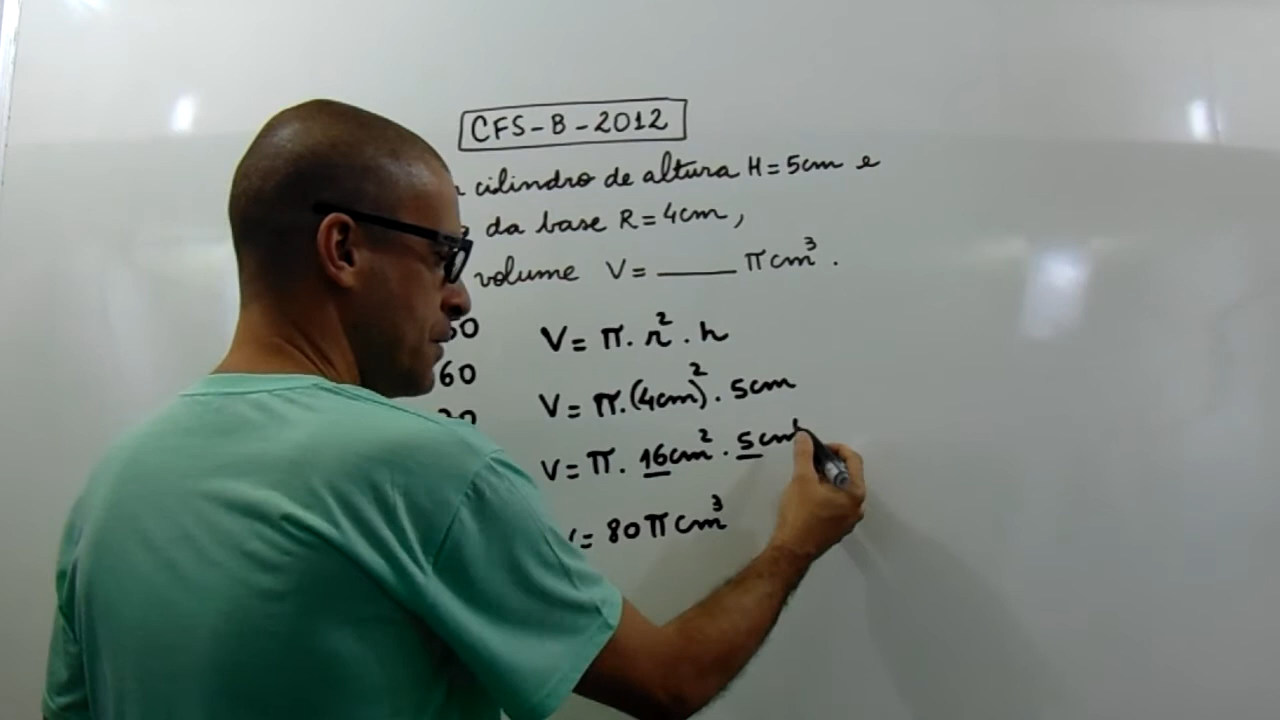 CFS-B-2012
cilindro de altura H=5cm e
da base R=4cm,
volume V=____ πcm³.
V=π.r².h
60
V=π.(4cm)².5cm
V=π.16cm².5cm
V=80πcm³